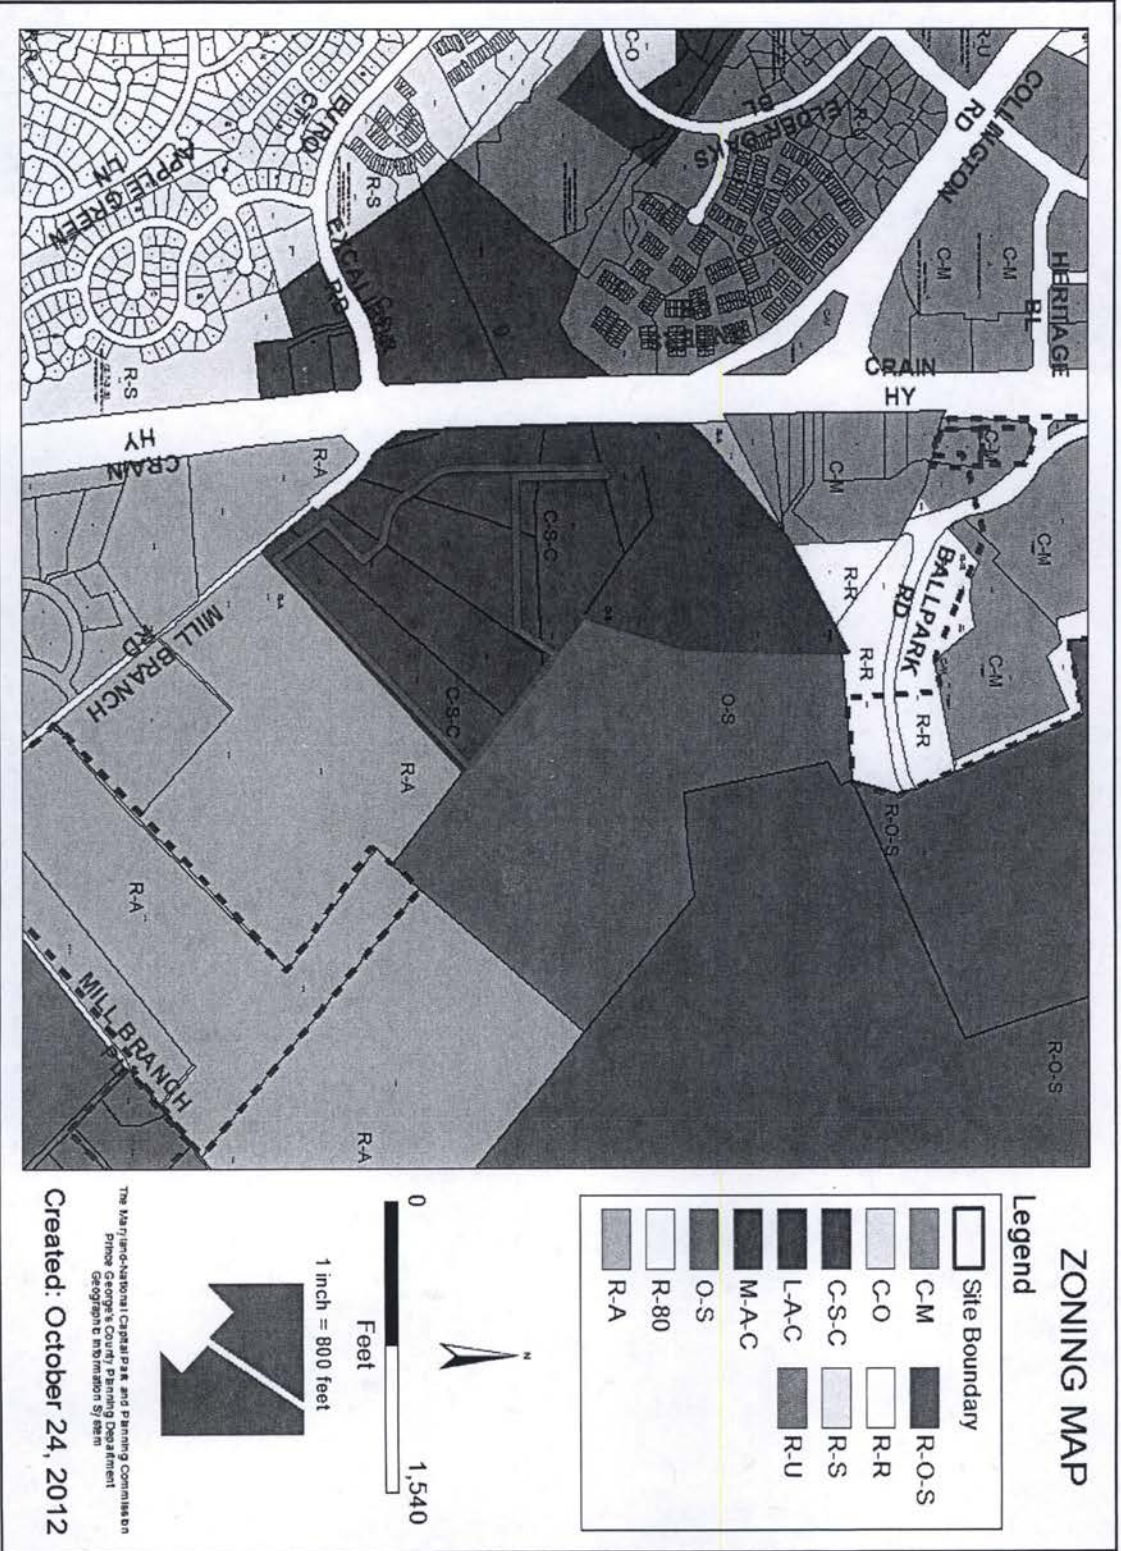 ZONING MAP
Legend
Site Boundary
C-M
C-O
C-S-C
L-A-C
M-A-C
O-S
R-80
R-A
R-O-S
R-R
R-S
R-U
N
0
1,540
Feet
1 inch = 800 feet
The Maryland-National Capital Park and Planning Commission
Prince George's County Planning Department
Geographic Information System
Created: October 24, 2012
COLLINGTON
RD
HERITAGE
BL
C-M
C-M
CRAIN
HY
C-O
R-U
ELDER OAKS
BL
EXCALIBUR
RD
R-S
APPLEGREEN
LN
R-S
CRAIN
HY
R-A
C-M
C-M
C-M
C-M
BALLPARK
RD
R-R
R-R
R-R
C-S-C
C-S-C
O-S
R-O-S
R-O-S
MILL BRANCH
RD
R-A
R-A
R-A
MILL BRANCH